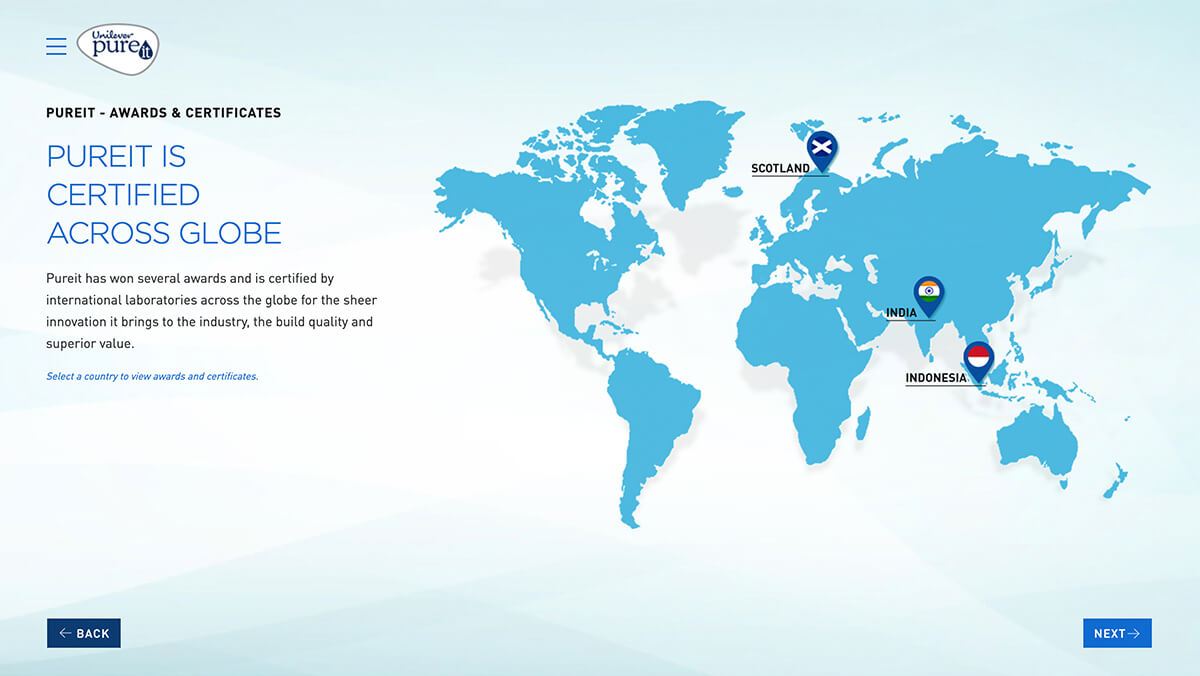 Unilever
pureit
PUREIT - AWARDS & CERTIFICATES
PUREIT IS
CERTIFIED
ACROSS GLOBE
Pureit has won several awards and is certified by
international laboratories across the globe for the sheer
innovation it brings to the industry, the build quality and
superior value.
Select a country to view awards and certificates.
SCOTLAND
INDIA
INDONESIA
BACK
NEXT